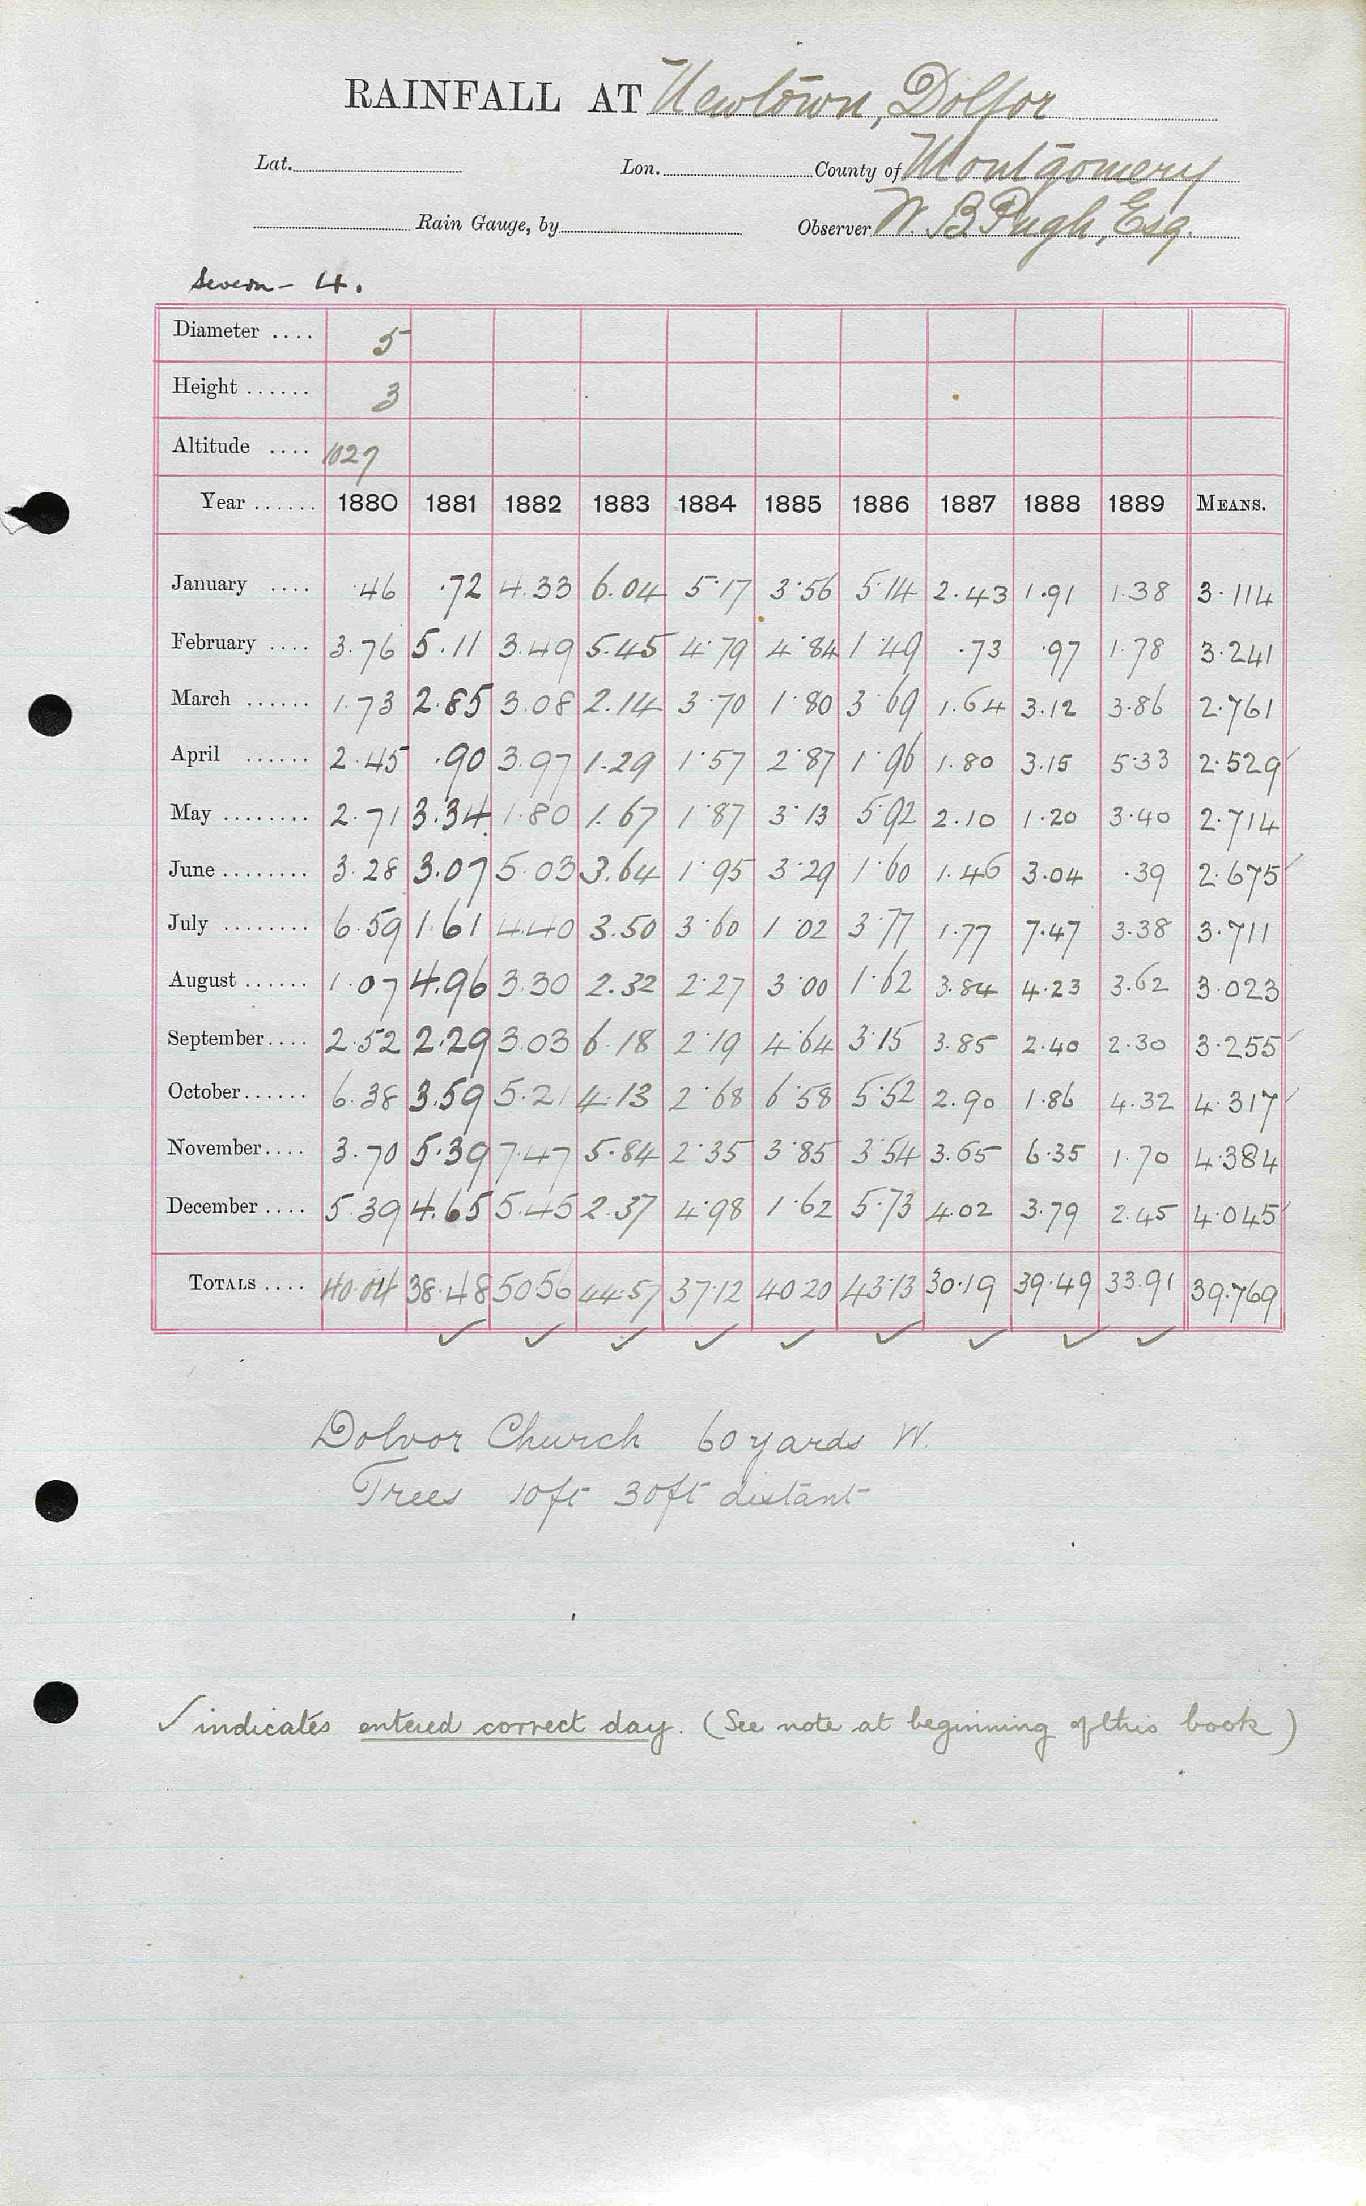 RAINFALL AT Newtown, Dolfor
Lat. Lon. County of Montgomery
Rain Gauge, by Observer W. B. Pugh, Esq.
Severn - 4.
Diameter .... 5
Height ...... 3
Altitude .... 1027
Year ...... 1880 1881 1882 1883 1884 1885 1886 1887 1888 1889 MEANS.
January .... .46 .72 4.33 6.04 5.17 3.56 5.14 2.43 1.91 1.38 3.114
February .... 3.76 5.11 3.49 5.45 4.79 4.84 1.49 .73 .97 1.78 3.241
March ...... 1.73 2.85 3.08 2.14 3.70 1.80 3.69 1.64 3.12 3.86 2.761
April ...... 2.45 .90 3.97 1.29 1.57 2.87 1.96 1.80 3.15 5.33 2.529
May ........ 2.71 3.34 1.80 1.67 1.87 3.13 5.92 2.10 1.20 3.40 2.714
June ........ 3.28 3.07 5.03 3.64 1.95 3.29 1.60 1.46 3.04 .39 2.675
July ........ 6.59 1.61 4.40 3.50 3.60 1.02 3.77 1.77 7.47 3.38 3.711
August ...... 1.07 4.96 3.30 2.32 2.27 3.00 1.62 3.84 4.23 3.62 3.023
September .... 2.52 2.29 3.03 6.18 2.19 4.64 3.15 3.85 2.40 2.30 3.255
October ...... 6.38 3.59 5.21 4.13 2.68 6.58 5.52 2.90 1.86 4.32 4.317
November .... 3.70 5.39 7.47 5.84 2.35 3.85 3.54 3.65 6.35 1.70 4.384
December .... 5.39 4.65 5.45 2.37 4.98 1.62 5.73 4.02 3.79 2.45 4.045
TOTALS .... 40.04 38.48 50.56 44.57 37.12 40.20 43.13 30.19 39.49 33.91 39.769
✓ ✓ ✓ ✓ ✓ ✓ ✓ ✓ ✓
Dolvor Church 60 yards W.
Trees 10ft 30ft distant
✓ indicates entered correct day. (See note at beginning of this book)